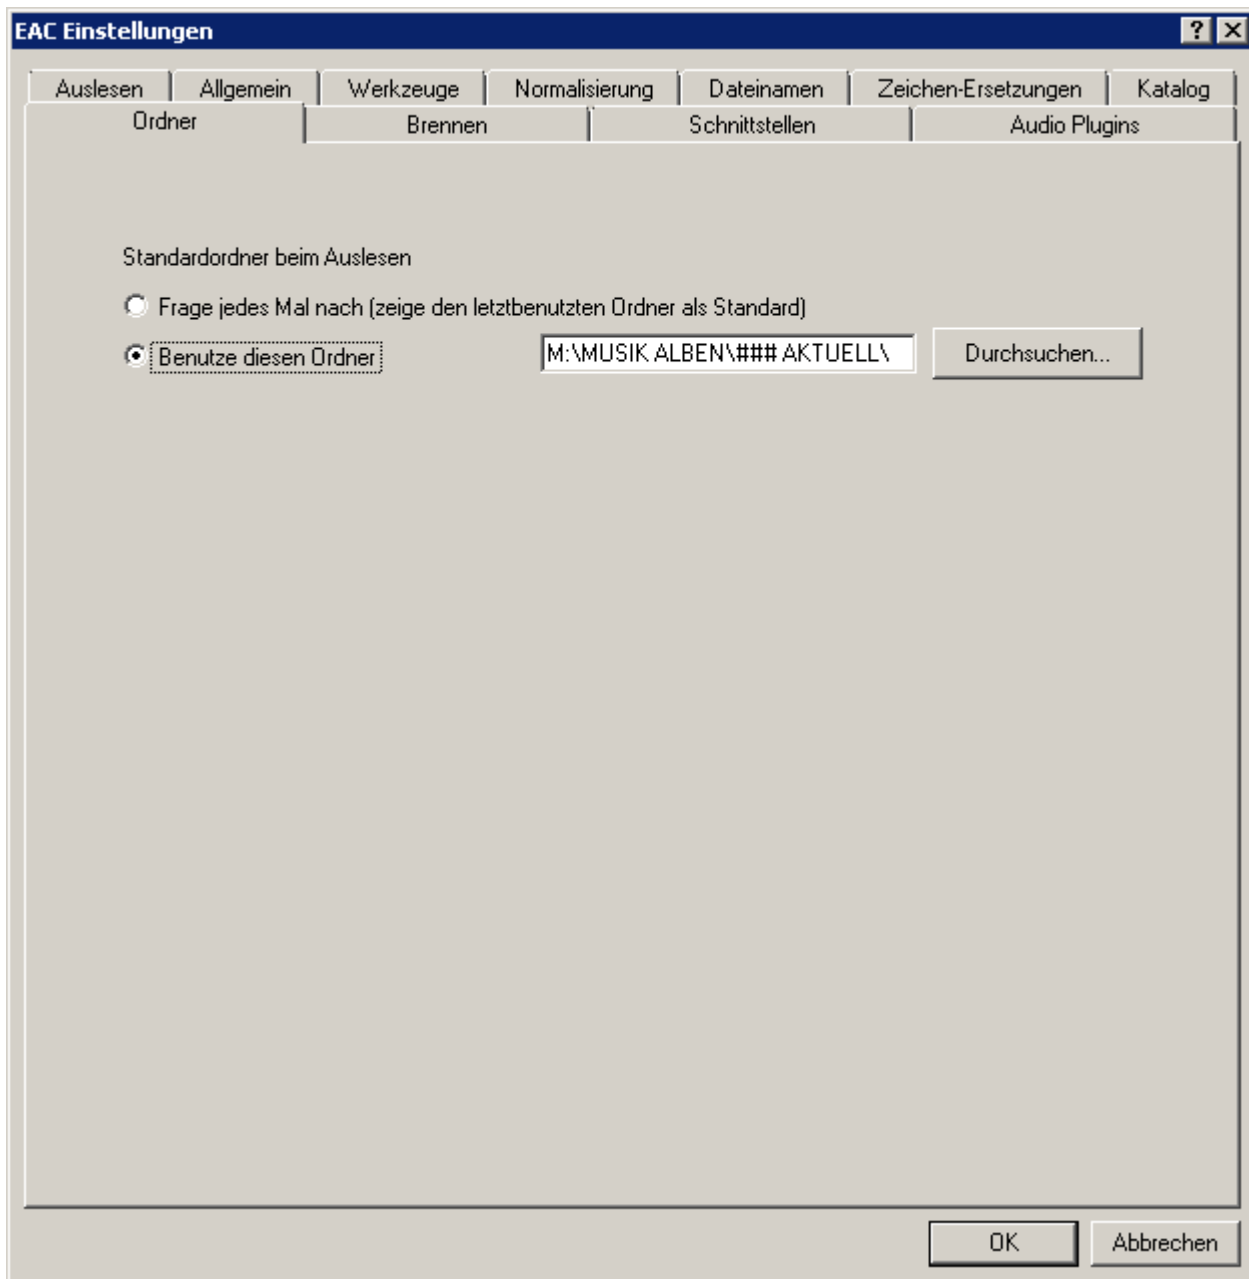 EAC Einstellungen
Auslesen Allgemein Werkzeuge Normalisierung Dateinamen Zeichen-Ersetzungen Katalog
Ordner Brennen Schnittstellen Audio Plugins
Standardordner beim Auslesen
Frage jedes Mal nach (zeige den letztbenutzten Ordner als Standard)
Benutze diesen Ordner M:\MUSIK ALBEN\### AKTUELL\ Durchsuchen...
OK Abbrechen